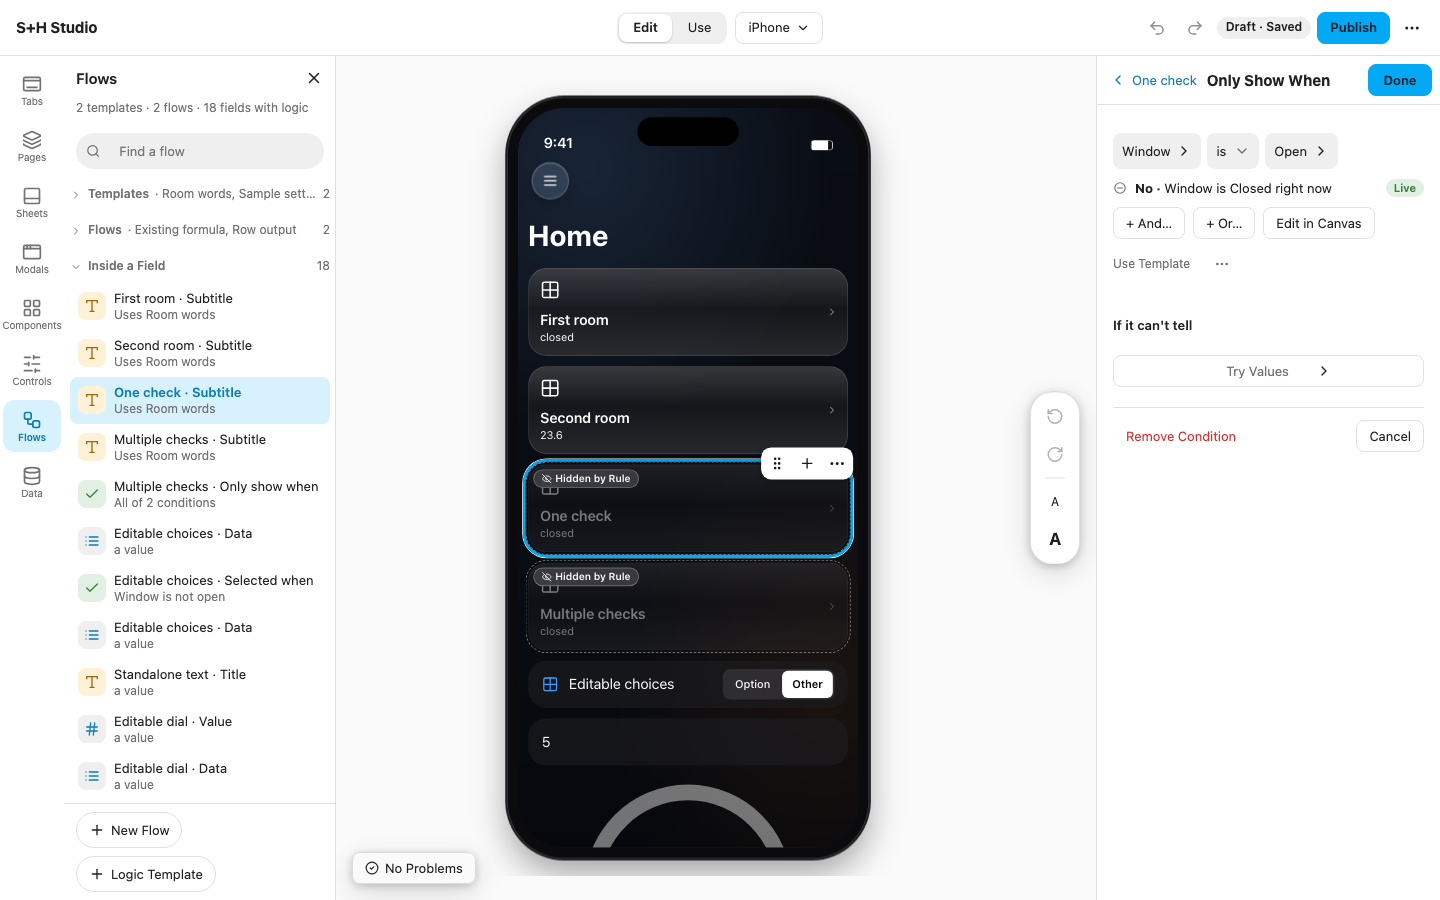 S+H Studio
Edit
Use
iPhone
Draft · Saved
Publish
Tabs
Pages
Sheets
Modals
Components
Controls
Flows
Data
Flows
2 templates · 2 flows · 18 fields with logic
Find a flow
Templates · Room words, Sample sett... 2
Flows · Existing formula, Row output 2
Inside a Field 18
First room · Subtitle
Uses Room words
Second room · Subtitle
Uses Room words
One check · Subtitle
Uses Room words
Multiple checks · Subtitle
Uses Room words
Multiple checks · Only show when
All of 2 conditions
Editable choices · Data
a value
Editable choices · Selected when
Window is not open
Editable choices · Data
a value
Standalone text · Title
a value
Editable dial · Value
a value
Editable dial · Data
a value
New Flow
Logic Template
9:41
Home
First room
closed
Second room
23.6
Hidden by Rule
One check
closed
Hidden by Rule
Multiple checks
closed
Editable choices
Option
Other
5
No Problems
A
A
One check
Only Show When
Done
Window
is
Open
No · Window is Closed right now
Live
+ And...
+ Or...
Edit in Canvas
Use Template
If it can't tell
Try Values
Remove Condition
Cancel